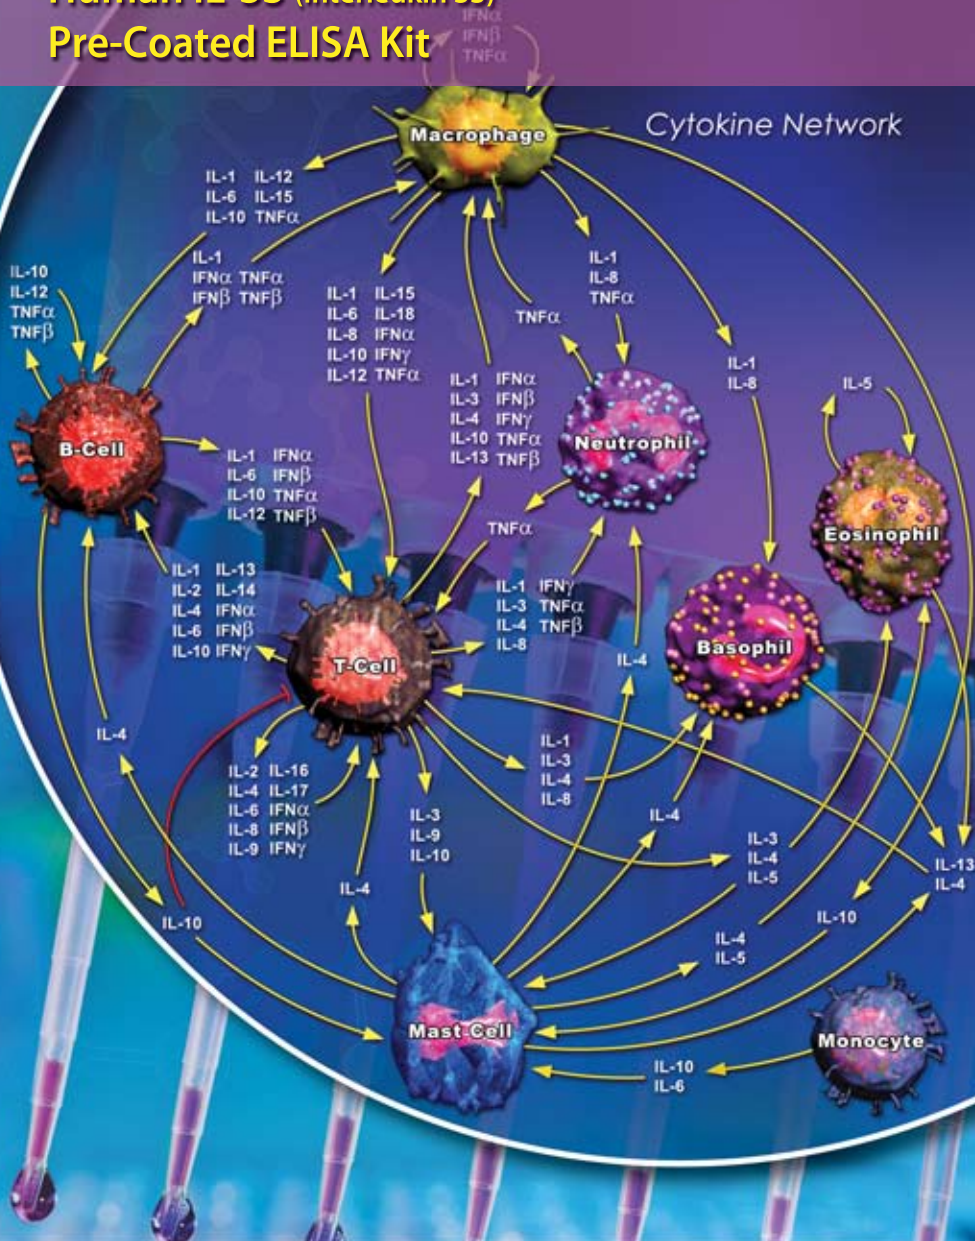 Pre-Coated ELISA Kit
IFNα
IFNβ
TNFα
Macrophage
Cytokine Network
IL-1 IL-12
IL-6 IL-15
IL-10 TNFα
IL-1
IFNα TNFα
IFNβ TNFβ
IL-10
IL-12
TNFα
TNFβ
IL-1 IL-15
IL-6 IL-18
IL-8 IFNα
IL-10 IFNγ
IL-12 TNFα
TNFα
IL-1
IL-8
TNFα
IL-1
IL-8
IL-5
IL-1 IFNα
IL-3 IFNβ
IL-4 IFNγ
IL-10 TNFα
IL-13 TNFβ
B-Cell
Neutrophil
IL-1 IFNα
IL-6 IFNβ
IL-10 TNFα
IL-12 TNFβ
TNFα
Eosinophil
IL-1 IL-13
IL-2 IL-14
IL-4 IFNα
IL-6 IFNβ
IL-10 IFNγ
IL-1 IFNγ
IL-3 TNFα
IL-4 TNFβ
IL-8
T-Cell
IL-4
Basophil
IL-4
IL-2 IL-16
IL-4 IL-17
IL-6 IFNα
IL-8 IFNβ
IL-9 IFNγ
IL-1
IL-3
IL-4
IL-8
IL-3
IL-9
IL-10
IL-4
IL-3
IL-4
IL-5
IL-13
IL-4
IL-4
IL-10
IL-10
IL-4
IL-5
Mast Cell
Monocyte
IL-10
IL-6